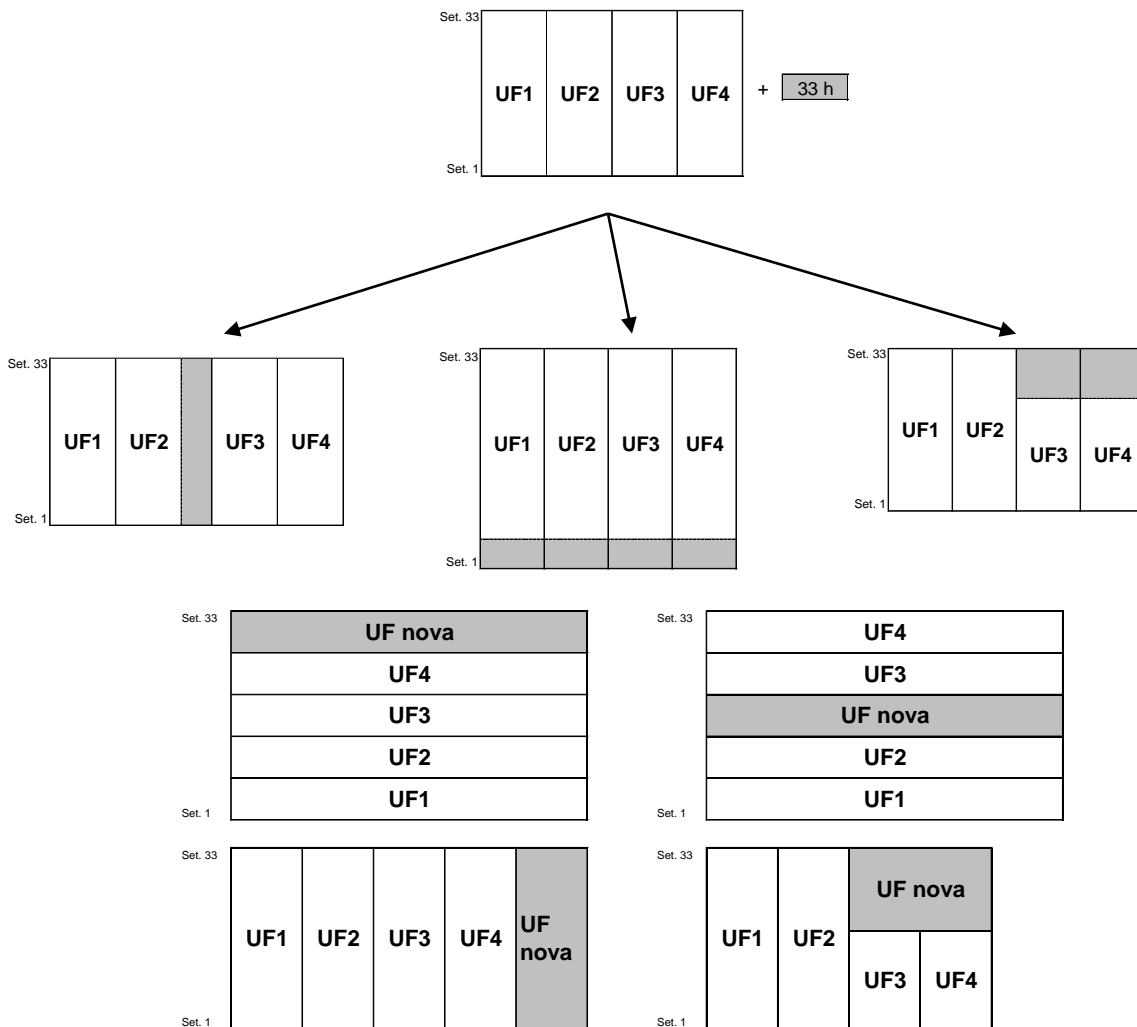 Set. 33
UF1 UF2 UF3 UF4 + 33 h
Set. 1
Set. 33
UF1 UF2 UF3 UF4
Set. 1
Set. 33
UF1 UF2 UF3 UF4
Set. 1
Set. 33
UF1 UF2
UF3 UF4
Set. 1
Set. 33
UF nova
UF4
UF3
UF2
UF1
Set. 1
Set. 33
UF4
UF3
UF nova
UF2
UF1
Set. 1
Set. 33
UF1 UF2 UF3 UF4 UF
nova
Set. 1
Set. 33
UF nova
UF1 UF2
UF3 UF4
Set. 1